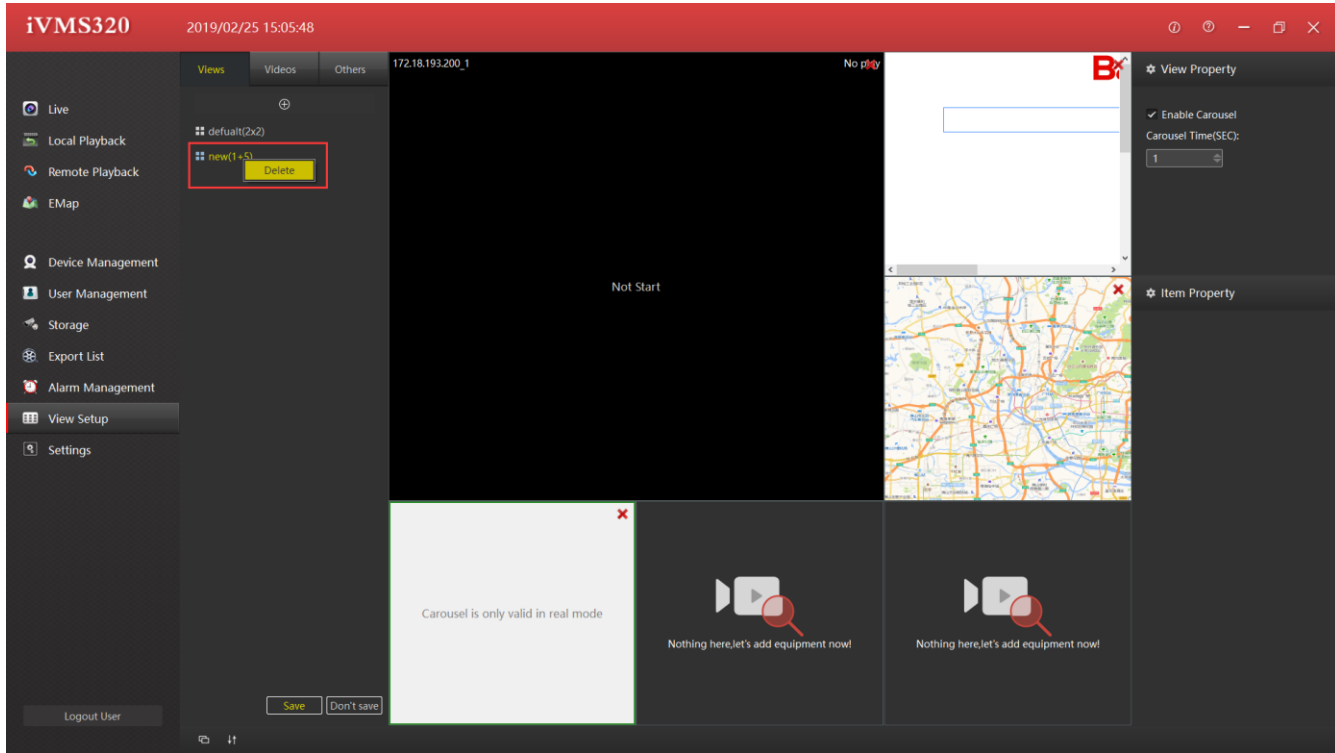 iVMS320
2019/02/25 15:05:48
Live
Local Playback
Remote Playback
EMap
Device Management
User Management
Storage
Export List
Alarm Management
View Setup
Settings
Logout User
Views
Videos
Others
defualt(2x2)
new(1+5)
Delete
Save
Don't save
172.18.193.200_1
No play
Not Start
Carousel is only valid in real mode
Nothing here,let's add equipment now!
Nothing here,let's add equipment now!
View Property
Enable Carousel
Carousel Time(SEC):
1
Item Property